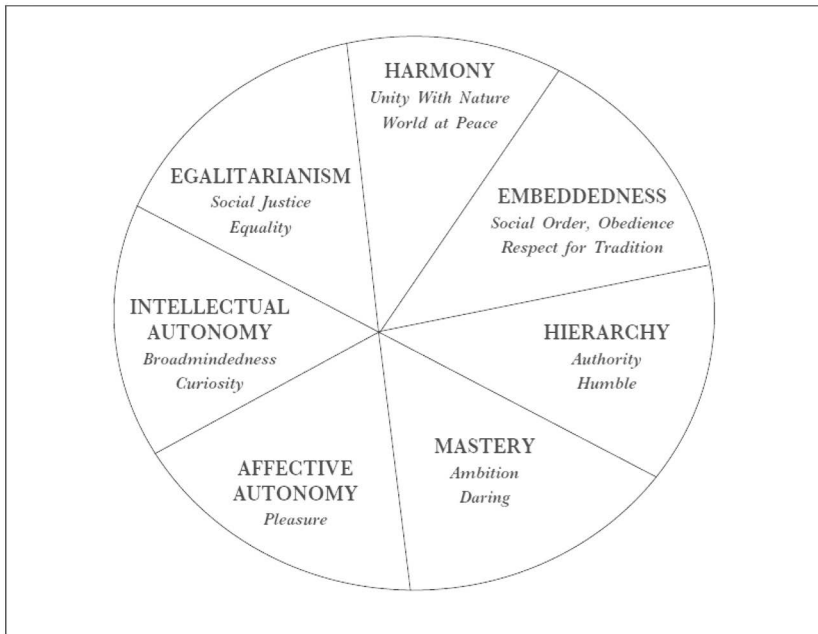 HARMONY
Unity With Nature
World at Peace
EMBEDDEDNESS
Social Order, Obedience
Respect for Tradition
HIERARCHY
Authority
Humble
MASTERY
Ambition
Daring
AFFECTIVE
AUTONOMY
Pleasure
INTELLECTUAL
AUTONOMY
Broadmindedness
Curiosity
EGALITARIANISM
Social Justice
Equality